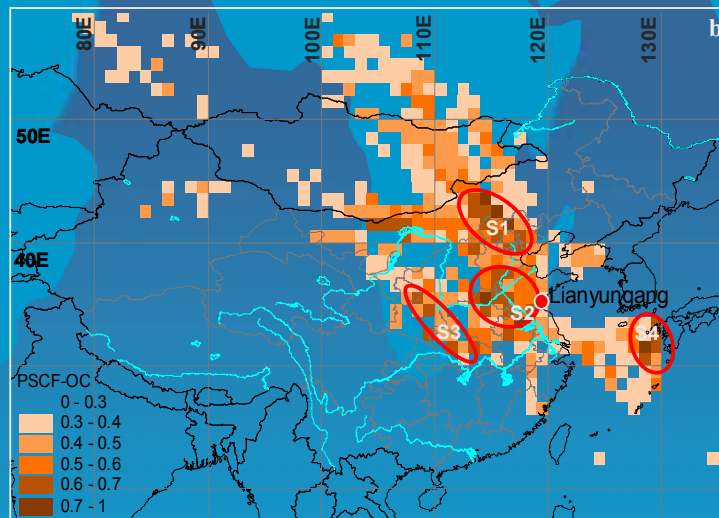 80E
90E
100E
110E
120E
130E
b
50E
40E
S1
Lianyungang
S2
S3
S4
PSCF-OC
0 - 0.3
0.3 - 0.4
0.4 - 0.5
0.5 - 0.6
0.6 - 0.7
0.7 - 1